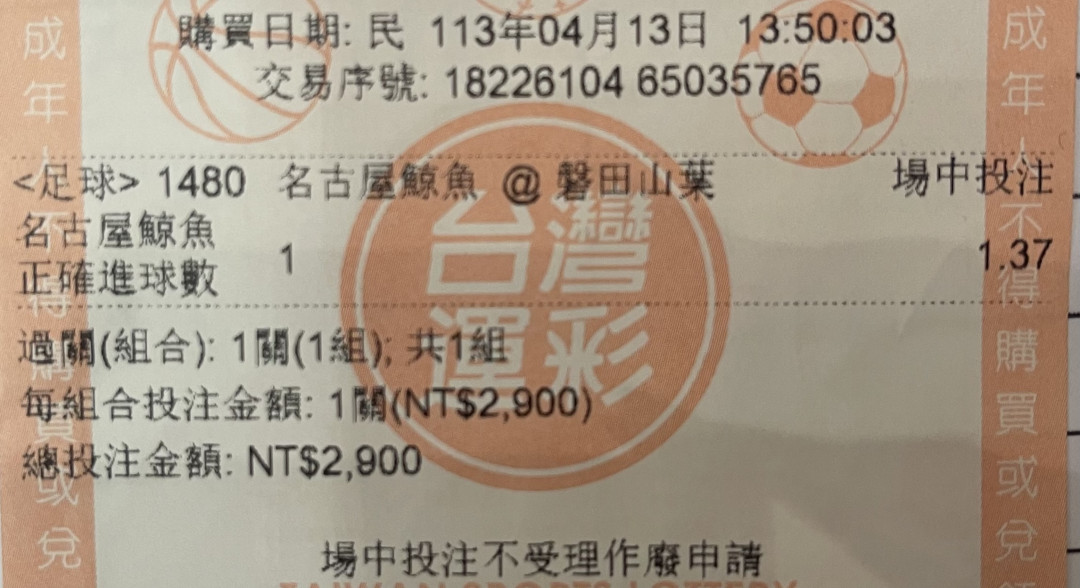 購買日期: 民 113年04月13日 13:50:03
交易序號: 18226104 65035765
<足球> 1480 名古屋鯨魚 @ 磐田山葉 場中投注
名古屋鯨魚
正確進球數 1 1.37
過關(組合): 1關(1組); 共1組
每組合投注金額: 1關(NT$2,900)
總投注金額: NT$2,900
場中投注不受理作廢申請
台灣
運彩
TAIWAN SPORTS LOTTERY
成年人不得購買或兌
成年人不得購買或兌